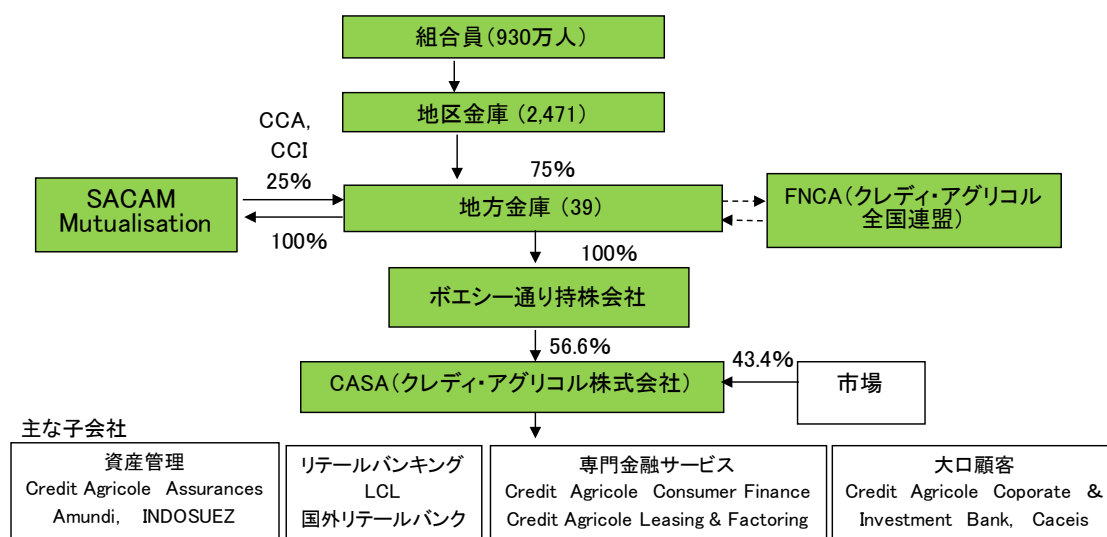 組合員(930万人)
地区金庫 (2,471)
CCA,
CCI
25%
75%
SACAM
Mutualisation
地方金庫 (39)
FNCA(クレディ・アグリコル
全国連盟)
100%
100%
ボエシー通り持株会社
56.6%
43.4%
CASA(クレディ・アグリコル株式会社)
市場
主な子会社
資産管理
Credit Agricole Assurances
Amundi, INDOSUEZ
リテールバンキング
LCL
国外リテールバンク
専門金融サービス
Credit Agricole Consumer Finance
Credit Agricole Leasing & Factoring
大口顧客
Credit Agricole Coporate &
Investment Bank, Caceis